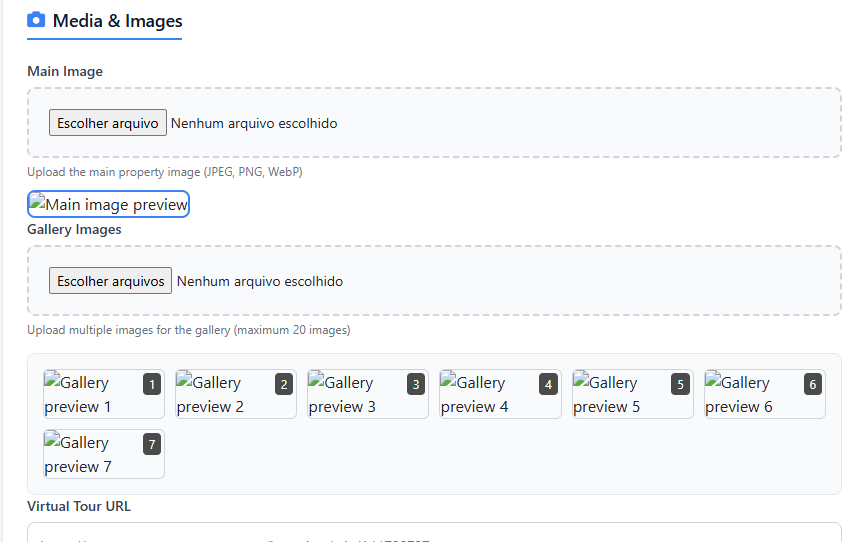 Media & Images
Main Image
Escolher arquivo Nenhum arquivo escolhido
Upload the main property image (JPEG, PNG, WebP)
Main image preview
Gallery Images
Escolher arquivos Nenhum arquivo escolhido
Upload multiple images for the gallery (maximum 20 images)
Gallery preview 1 1
Gallery preview 2 2
Gallery preview 3 3
Gallery preview 4 4
Gallery preview 5 5
Gallery preview 6 6
Gallery preview 7 7
Virtual Tour URL